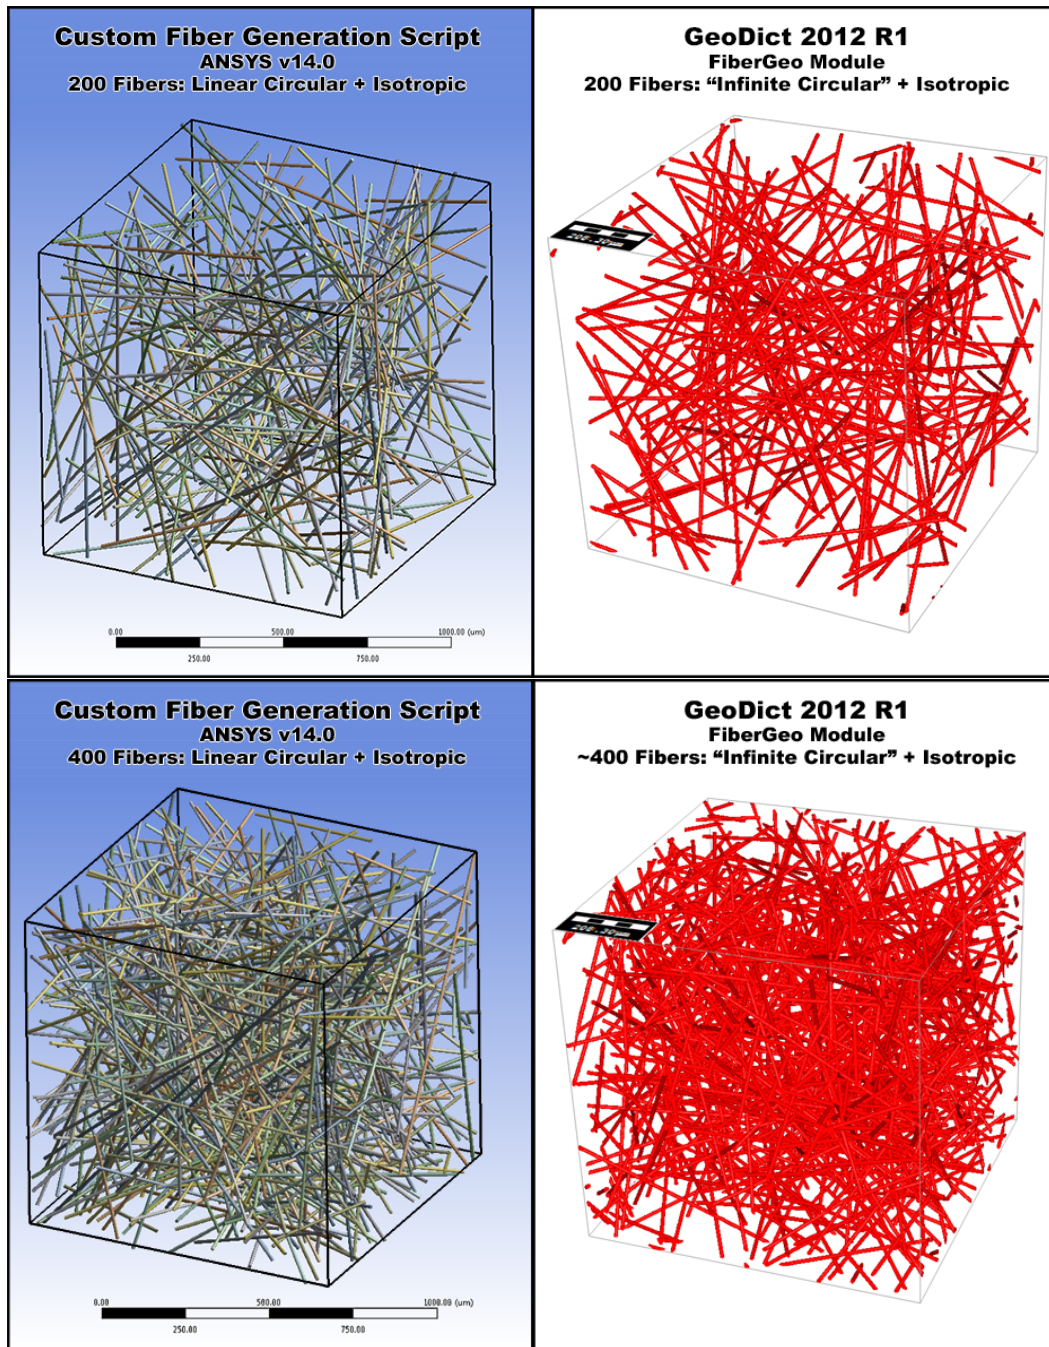 Custom Fiber Generation Script
ANSYS v14.0
200 Fibers: Linear Circular + Isotropic
0.00 500.00 1000.00 (um)
250.00 750.00
GeoDict 2012 R1
FiberGeo Module
200 Fibers: “Infinite Circular” + Isotropic
Custom Fiber Generation Script
ANSYS v14.0
400 Fibers: Linear Circular + Isotropic
0.00 500.00 1000.00 (um)
250.00 750.00
GeoDict 2012 R1
FiberGeo Module
~400 Fibers: “Infinite Circular” + Isotropic